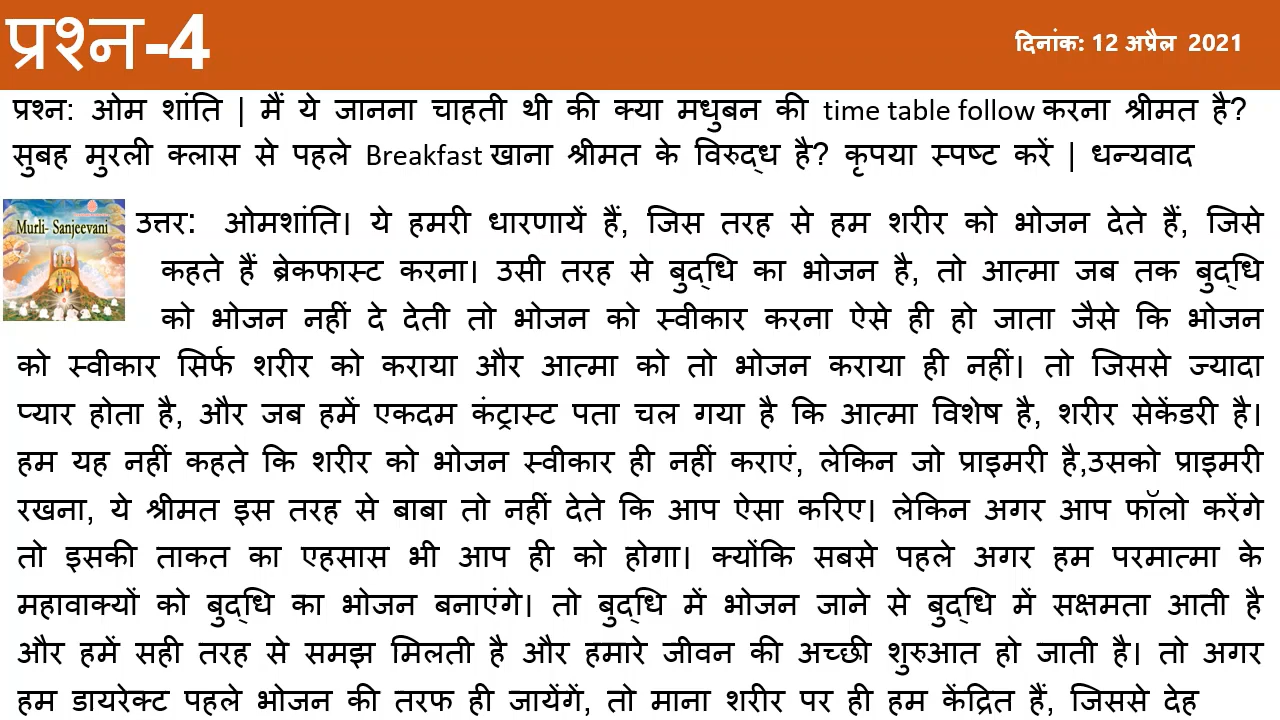 प्रश्न-4
दिनांक: 12 अप्रैल 2021
प्रश्न: ओम शांति | मैं ये जानना चाहती थी की क्या मधुबन की time table follow करना श्रीमत है?
सुबह मुरली क्लास से पहले Breakfast खाना श्रीमत के विरुद्ध है? कृपया स्पष्ट करें | धन्यवाद
Murli- Sanjeevani
उत्तर: ओमशांति। ये हमरी धारणायें हैं, जिस तरह से हम शरीर को भोजन देते हैं, जिसे
कहते हैं ब्रेकफास्ट करना। उसी तरह से बुद्धि का भोजन है, तो आत्मा जब तक बुद्धि
को भोजन नहीं दे देती तो भोजन को स्वीकार करना ऐसे ही हो जाता जैसे कि भोजन
को स्वीकार सिर्फ शरीर को कराया और आत्मा को तो भोजन कराया ही नहीं। तो जिससे ज्यादा
प्यार होता है, और जब हमें एकदम कंट्रास्ट पता चल गया है कि आत्मा विशेष है, शरीर सेकेंडरी है।
हम यह नहीं कहते कि शरीर को भोजन स्वीकार ही नहीं कराएं, लेकिन जो प्राइमरी है,उसको प्राइमरी
रखना, ये श्रीमत इस तरह से बाबा तो नहीं देते कि आप ऐसा करिए। लेकिन अगर आप फॉलो करेंगे
तो इसकी ताकत का एहसास भी आप ही को होगा। क्योंकि सबसे पहले अगर हम परमात्मा के
महावाक्यों को बुद्धि का भोजन बनाएंगे। तो बुद्धि में भोजन जाने से बुद्धि में सक्षमता आती है
और हमें सही तरह से समझ मिलती है और हमारे जीवन की अच्छी शुरुआत हो जाती है। तो अगर
हम डायरेक्ट पहले भोजन की तरफ ही जायेंगें, तो माना शरीर पर ही हम केंद्रित हैं, जिससे देह